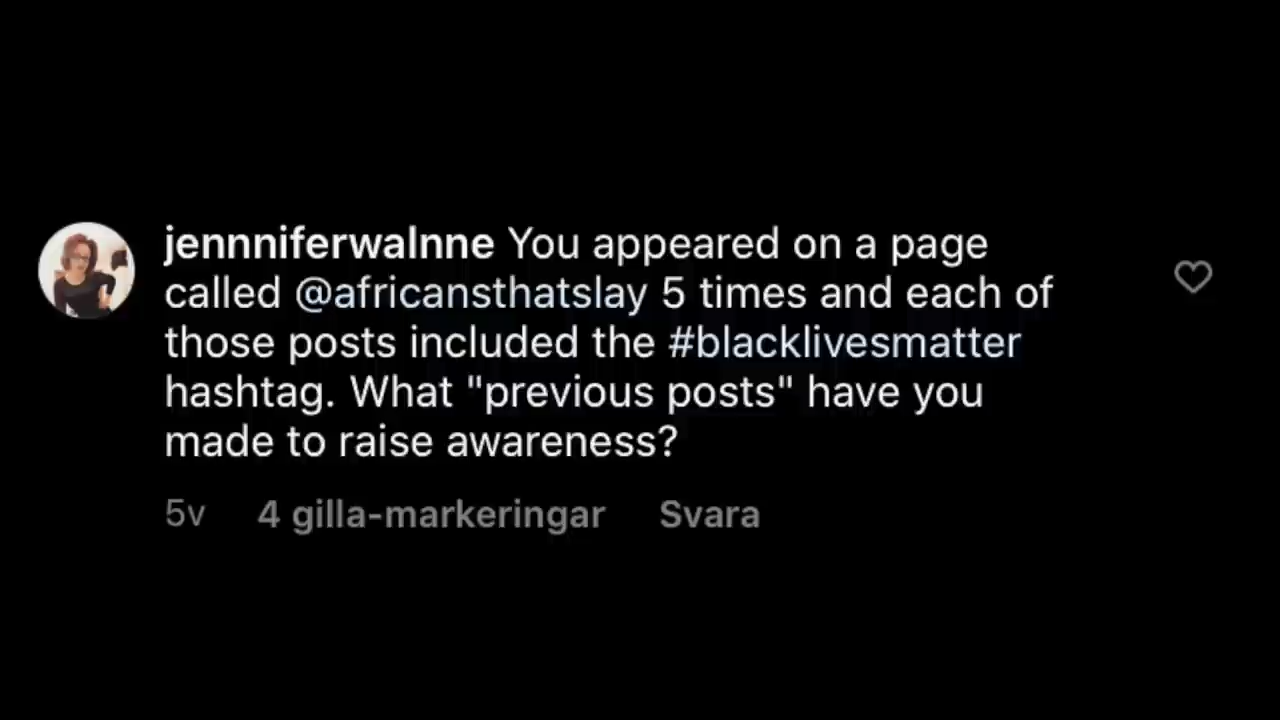 jennniferwalnne You appeared on a page
called @africansthatslay 5 times and each of
those posts included the #blacklivesmatter
hashtag. What "previous posts" have you
made to raise awareness?
5v 4 gilla-markeringar Svara